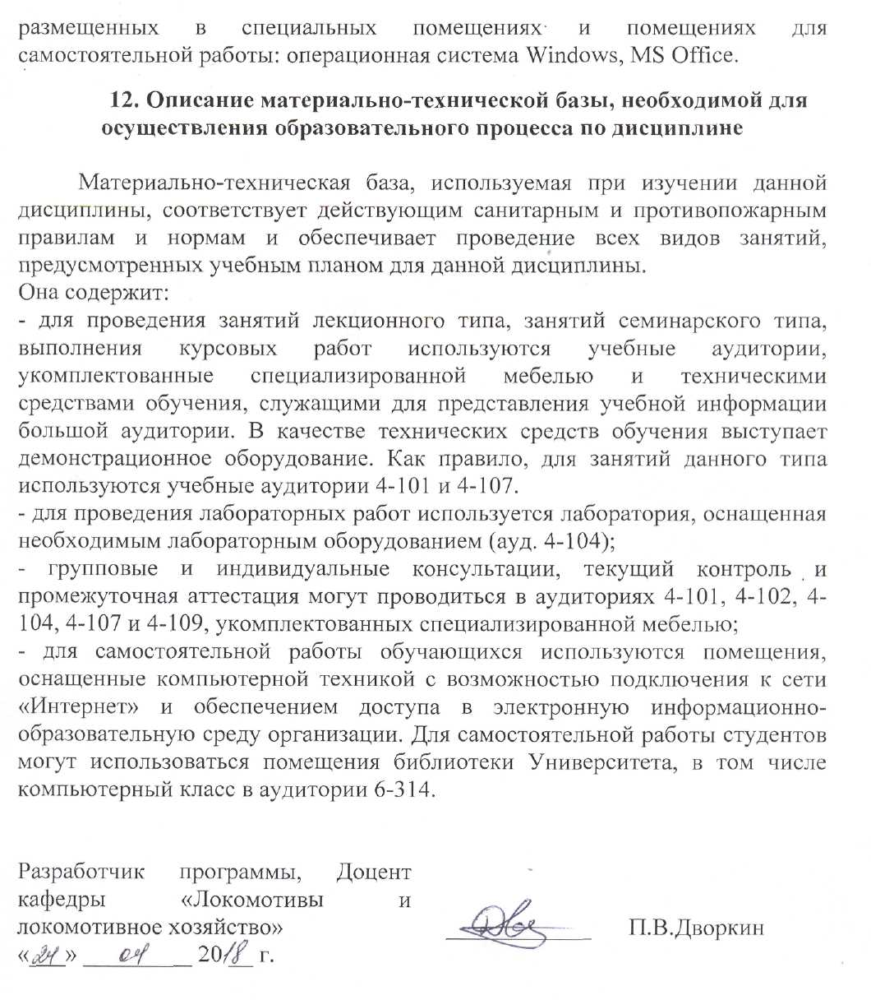 размещенных в специальных помещениях и помещениях для
самостоятельной работы: операционная система Windows, MS Office.
12. Описание материально-технической базы, необходимой для
осуществления образовательного процесса по дисциплине
Материально-техническая база, используемая при изучении данной
дисциплины, соответствует действующим санитарным и противопожарным
правилам и нормам и обеспечивает проведение всех видов занятий,
предусмотренных учебным планом для данной дисциплины.
Она содержит:
- для проведения занятий лекционного типа, занятий семинарского типа,
выполнения курсовых работ используются учебные аудитории,
укомплектованные специализированной мебелью и техническими
средствами обучения, служащими для представления учебной информации
большой аудитории. В качестве технических средств обучения выступает
демонстрационное оборудование. Как правило, для занятий данного типа
используются учебные аудитории 4-101 и 4-107.
- для проведения лабораторных работ используется лаборатория, оснащенная
необходимым лабораторным оборудованием (ауд. 4-104);
- групповые и индивидуальные консультации, текущий контроль и
промежуточная аттестация могут проводиться в аудиториях 4-101, 4-102, 4-
104, 4-107 и 4-109, укомплектованных специализированной мебелью;
- для самостоятельной работы обучающихся используются помещения,
оснащенные компьютерной техникой с возможностью подключения к сети
«Интернет» и обеспечением доступа в электронную информационно-
образовательную среду организации. Для самостоятельной работы студентов
могут использоваться помещения библиотеки Университета, в том числе
компьютерный класс в аудитории 6-314.
Разработчик программы, Доцент
кафедры «Локомотивы и
локомотивное хозяйство» П.В.Дворкин
«24» 04 2018 г.